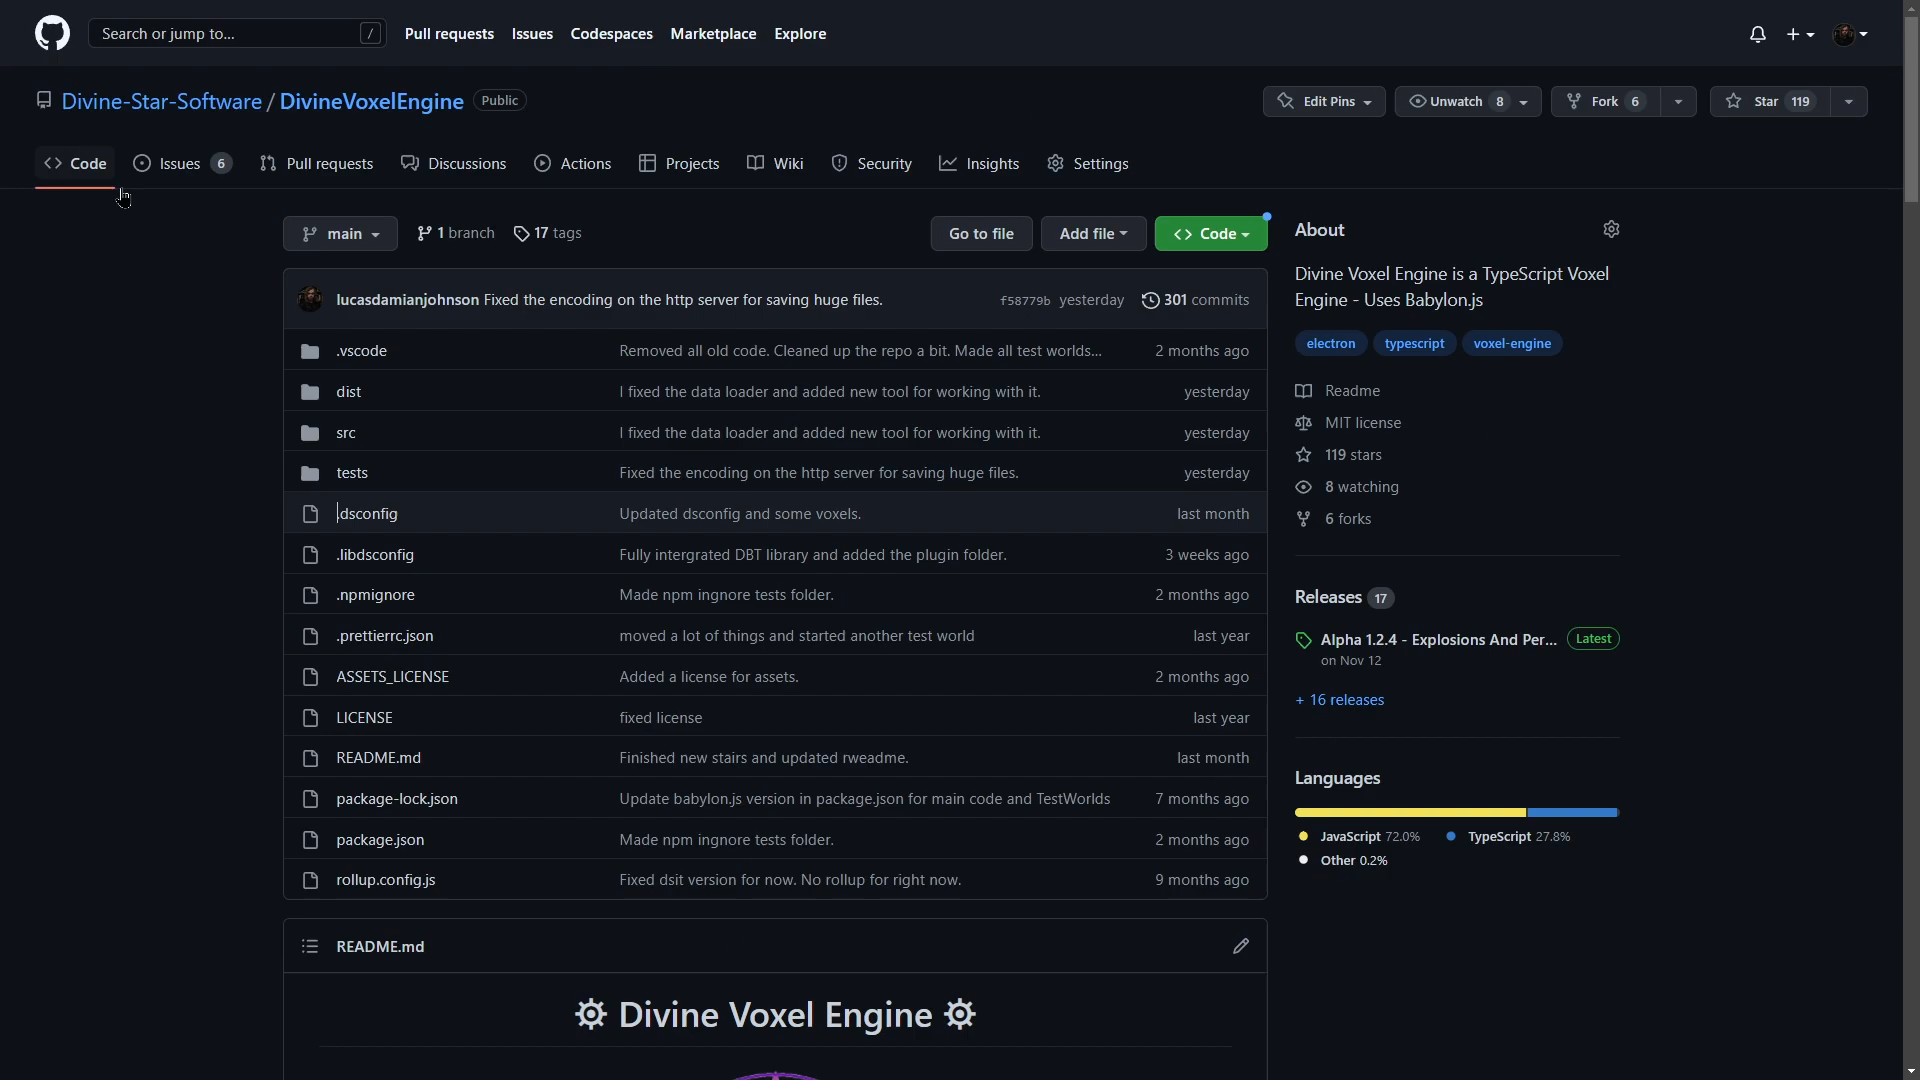 Search or jump to... /
Pull requests Issues Codespaces Marketplace Explore
Divine-Star-Software / DivineVoxelEngine Public
Edit Pins Unwatch 8 Fork 6 Star 119
Code Issues 6 Pull requests Discussions Actions Projects Wiki Security Insights Settings
main 1 branch 17 tags Go to file Add file Code
lucasdamianjohnson Fixed the encoding on the http server for saving huge files. f58779b yesterday 301 commits
.vscode Removed all old code. Cleaned up the repo a bit. Made all test worlds... 2 months ago
dist I fixed the data loader and added new tool for working with it. yesterday
src I fixed the data loader and added new tool for working with it. yesterday
tests Fixed the encoding on the http server for saving huge files. yesterday
.dsconfig Updated dsconfig and some voxels. last month
.libdsconfig Fully intergrated DBT library and added the plugin folder. 3 weeks ago
.npmignore Made npm ingnore tests folder. 2 months ago
.prettierrc.json moved a lot of things and started another test world last year
ASSETS_LICENSE Added a license for assets. 2 months ago
LICENSE fixed license last year
README.md Finished new stairs and updated rweadme. last month
package-lock.json Update babylon.js version in package.json for main code and TestWorlds 7 months ago
package.json Made npm ingnore tests folder. 2 months ago
rollup.config.js Fixed dsit version for now. No rollup for right now. 9 months ago
README.md
Divine Voxel Engine
About
Divine Voxel Engine is a TypeScript Voxel
Engine - Uses Babylon.js
electron typescript voxel-engine
Readme
MIT license
119 stars
8 watching
6 forks
Releases 17
Alpha 1.2.4 - Explosions And Per... Latest
on Nov 12
+ 16 releases
Languages
JavaScript 72.0% TypeScript 27.8%
Other 0.2%